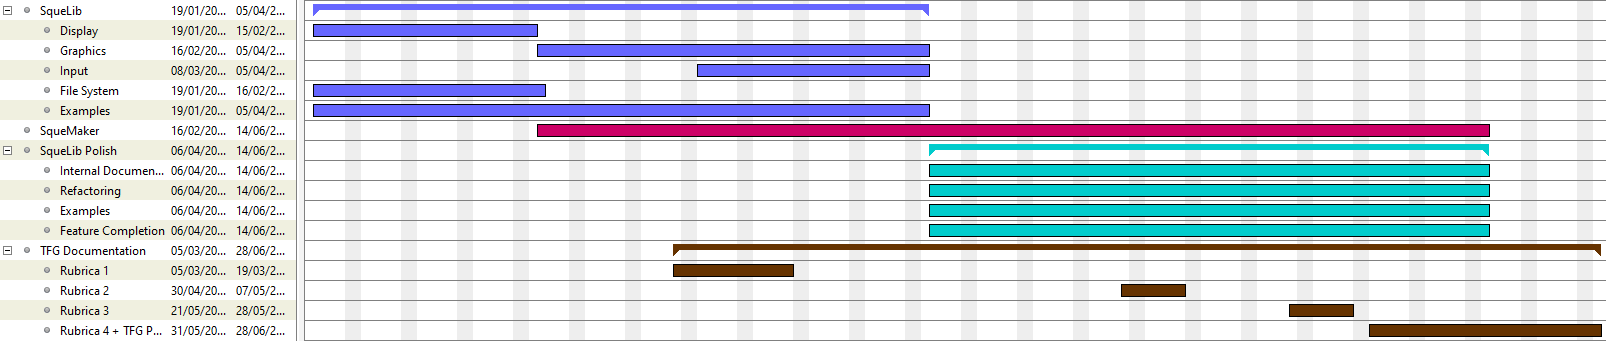 SqueLib 19/01/20... 05/04/2...
Display 19/01/20... 15/02/2...
Graphics 16/02/20... 05/04/2...
Input 08/03/20... 05/04/2...
File System 19/01/20... 16/02/2...
Examples 19/01/20... 05/04/2...
SqueMaker 16/02/20... 14/06/2...
SqueLib Polish 06/04/20... 14/06/2...
Internal Documen... 06/04/20... 14/06/2...
Refactoring 06/04/20... 14/06/2...
Examples 06/04/20... 14/06/2...
Feature Completion 06/04/20... 14/06/2...
TFG Documentation 05/03/20... 28/06/2...
Rubrica 1 05/03/20... 19/03/2...
Rubrica 2 30/04/20... 07/05/2...
Rubrica 3 21/05/20... 28/05/2...
Rubrica 4 + TFG P... 31/05/20... 28/06/2...